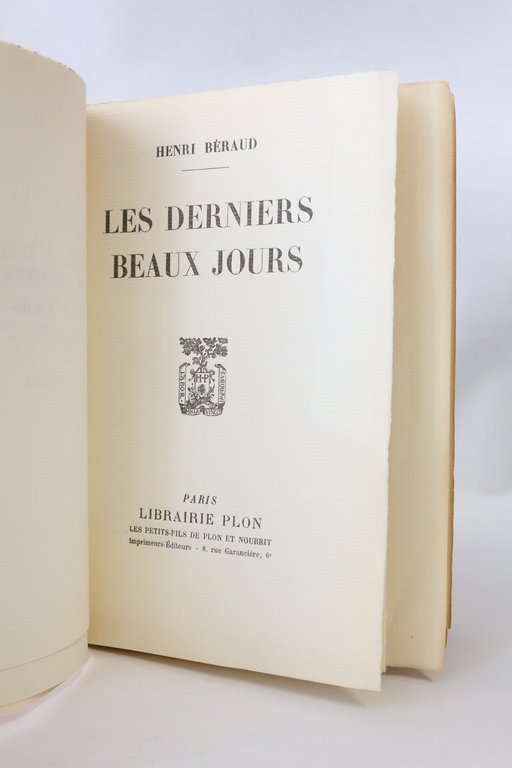 HENRI BÉRAUD
LES DERNIERS
BEAUX JOURS
PARIS
LIBRAIRIE PLON
LES PETITS-FILS DE PLON ET NOURRIT
Imprimeurs-Éditeurs - 8, rue Garancière, 6e